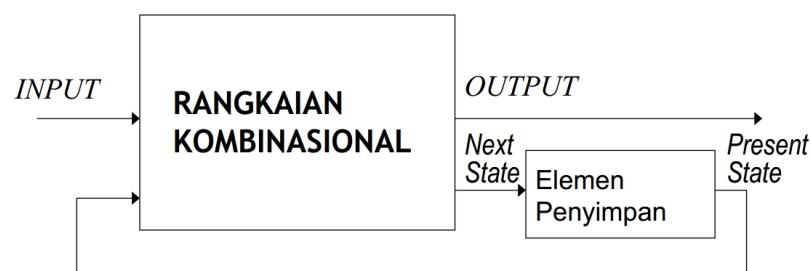 INPUT
RANGKAIAN
KOMBINASIONAL
OUTPUT
Next
State
Elemen
Penyimpan
Present
State